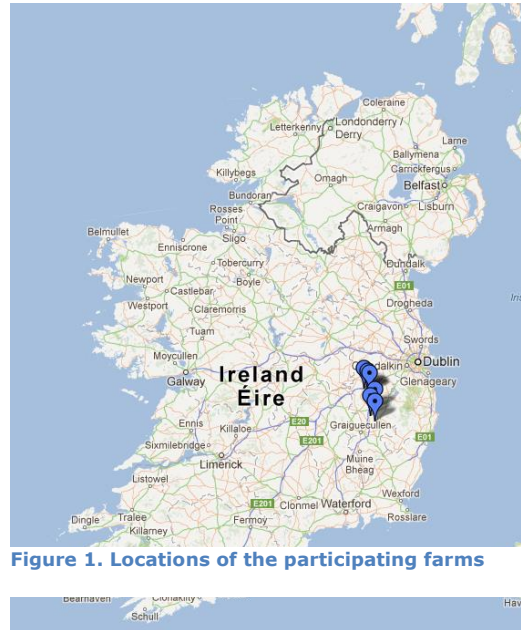 Coleraine
Londonderry /
Derry
Letterkenny
Larne
Ballymena
Carrickfergus
Killybegs
Omagh
Belfast
Bundoran
Craigavon
Lisburn
Rosses
Point
Armagh
Belmullet
Sligo
Enniscrone
Dundalk
Tobercurry
Newport
Boyle
E01
Castlebar
Drogheda
Westport
Claremorris
Tuam
Swords
Moycullen
Dublin
Galway
Ireland
Éire
Glenageary
Ennis
Killaloe
E20
Graiguecullen
E201
E01
Sixmilebridge
Muine
Bheag
Limerick
Listowel
Wexford
E201
Clonmel
Waterford
Dingle
Tralee
Fermoy
Rosslare
Killarney
Figure 1. Locations of the participating farms
Schull